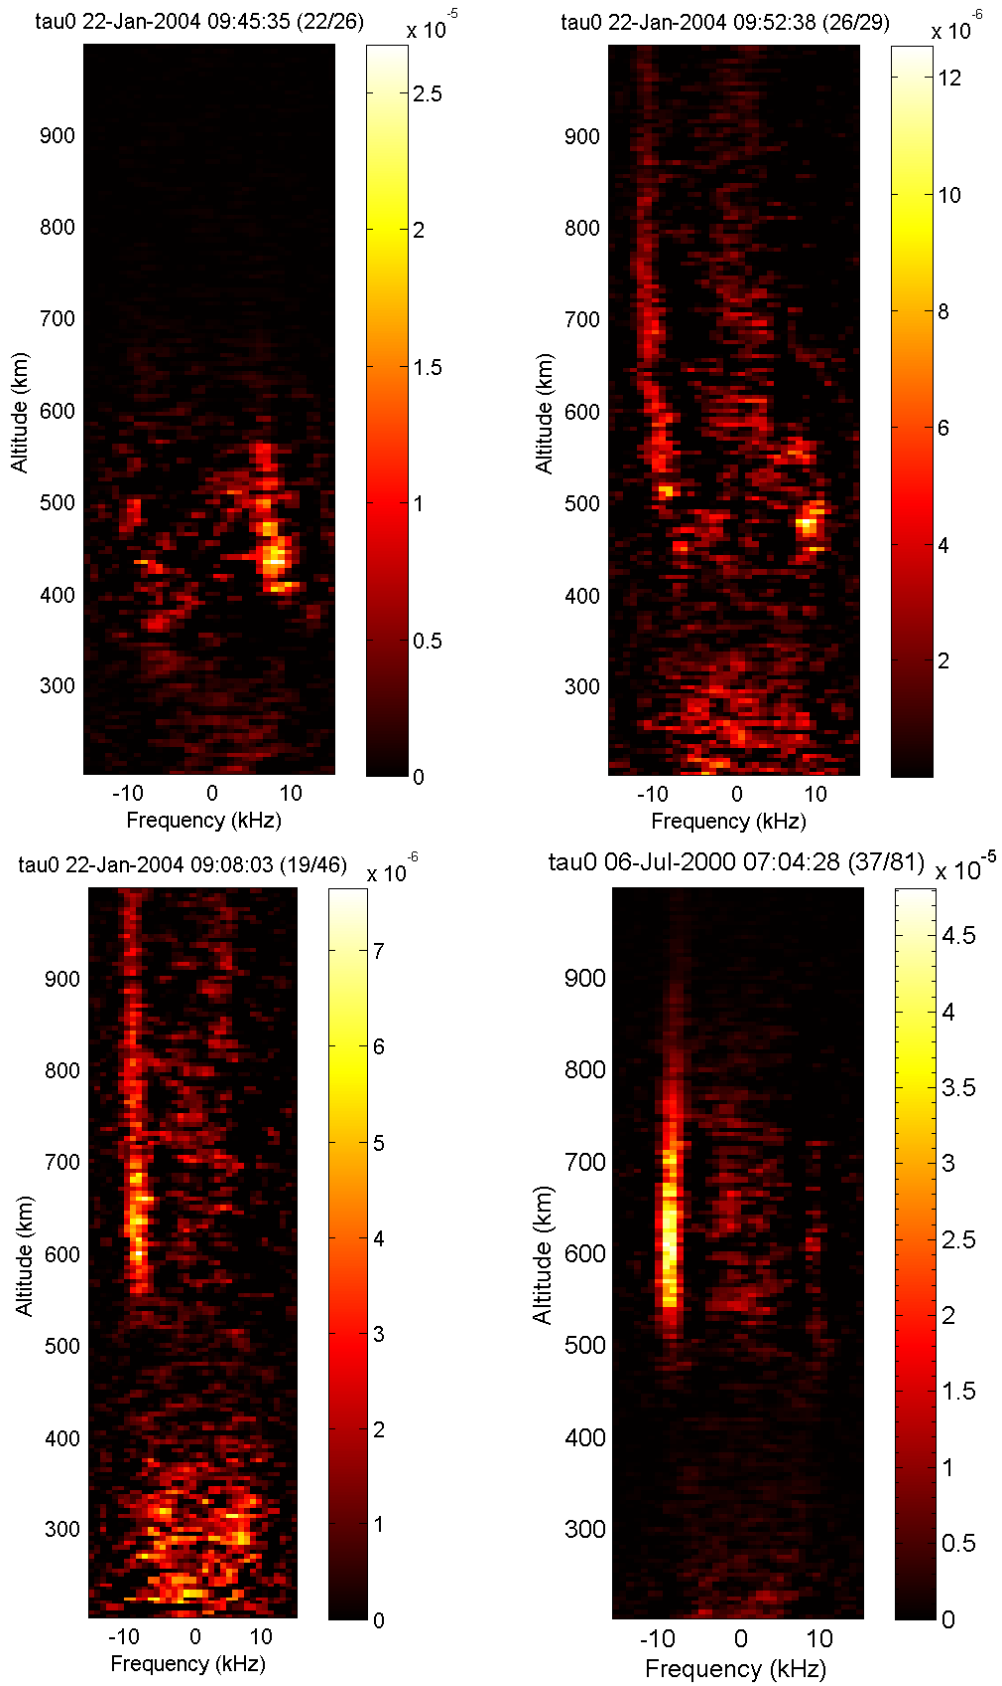 tau0 22-Jan-2004 09:45:35 (22/26)
x 10^-5
900
800
700
600
500
400
300
Altitude (km)
-10 0 10
Frequency (kHz)
2.5
2
1.5
1
0.5
0
tau0 22-Jan-2004 09:52:38 (26/29)
x 10^-6
900
800
700
600
500
400
300
Altitude (km)
-10 0 10
Frequency (kHz)
12
10
8
6
4
2
tau0 22-Jan-2004 09:08:03 (19/46)
x 10^-6
900
800
700
600
500
400
300
Altitude (km)
-10 0 10
Frequency (kHz)
7
6
5
4
3
2
1
0
tau0 06-Jul-2000 07:04:28 (37/81)
x 10^-5
900
800
700
600
500
400
300
Altitude (km)
-10 0 10
Frequency (kHz)
4.5
4
3.5
3
2.5
2
1.5
1
0.5
0